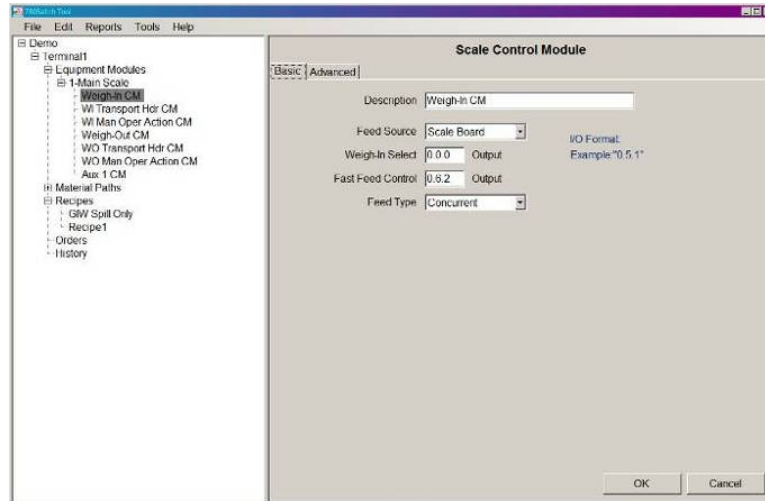 780Batch Tool
File Edit Reports Tools Help
Demo
Terminal1
Equipment Modules
1-Main Scale
Weigh-In CM
WI Transport Hdr CM
WI Man Oper Action CM
Weigh-Out CM
WO Transport Hdr CM
WO Man Oper Action CM
Aux 1 CM
Material Paths
Recipes
GIW Spill Only
Recipe1
Orders
History
Scale Control Module
Basic Advanced
Description Weigh-In CM
Feed Source Scale Board
I/O Format:
Weigh-In Select 0.0.0 Output Example:"0.5.1"
Fast Feed Control 0.6.2 Output
Feed Type Concurrent
OK Cancel